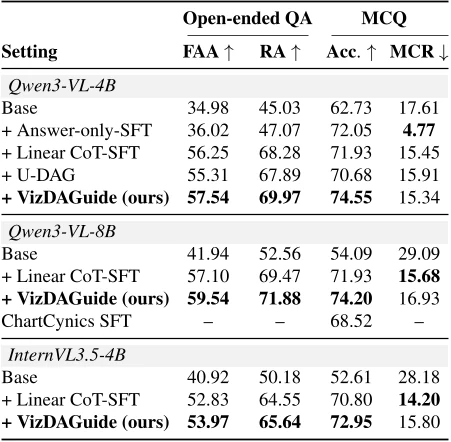 Open-ended QA MCQ
Setting FAA ↑ RA ↑ Acc. ↑ MCR ↓
Qwen3-VL-4B
Base 34.98 45.03 62.73 17.61
+ Answer-only-SFT 36.02 47.07 72.05 4.77
+ Linear CoT-SFT 56.25 68.28 71.93 15.45
+ U-DAG 55.31 67.89 70.68 15.91
+ VizDAGuide (ours) 57.54 69.97 74.55 15.34
Qwen3-VL-8B
Base 41.94 52.56 54.09 29.09
+ Linear CoT-SFT 57.10 69.47 71.93 15.68
+ VizDAGuide (ours) 59.54 71.88 74.20 16.93
ChartCynics SFT – – 68.52 –
InternVL3.5-4B
Base 40.92 50.18 52.61 28.18
+ Linear CoT-SFT 52.83 64.55 70.80 14.20
+ VizDAGuide (ours) 53.97 65.64 72.95 15.80